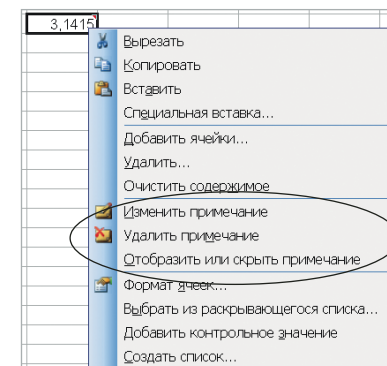 3,1415
Вырезать
Копировать
Вставить
Специальная вставка...
Добавить ячейки...
Удалить...
Очистить содержимое
Изменить примечание
Удалить примечание
Отобразить или скрыть примечание
Формат ячеек...
Выбрать из раскрывающегося списка...
Добавить контрольное значение
Создать список...